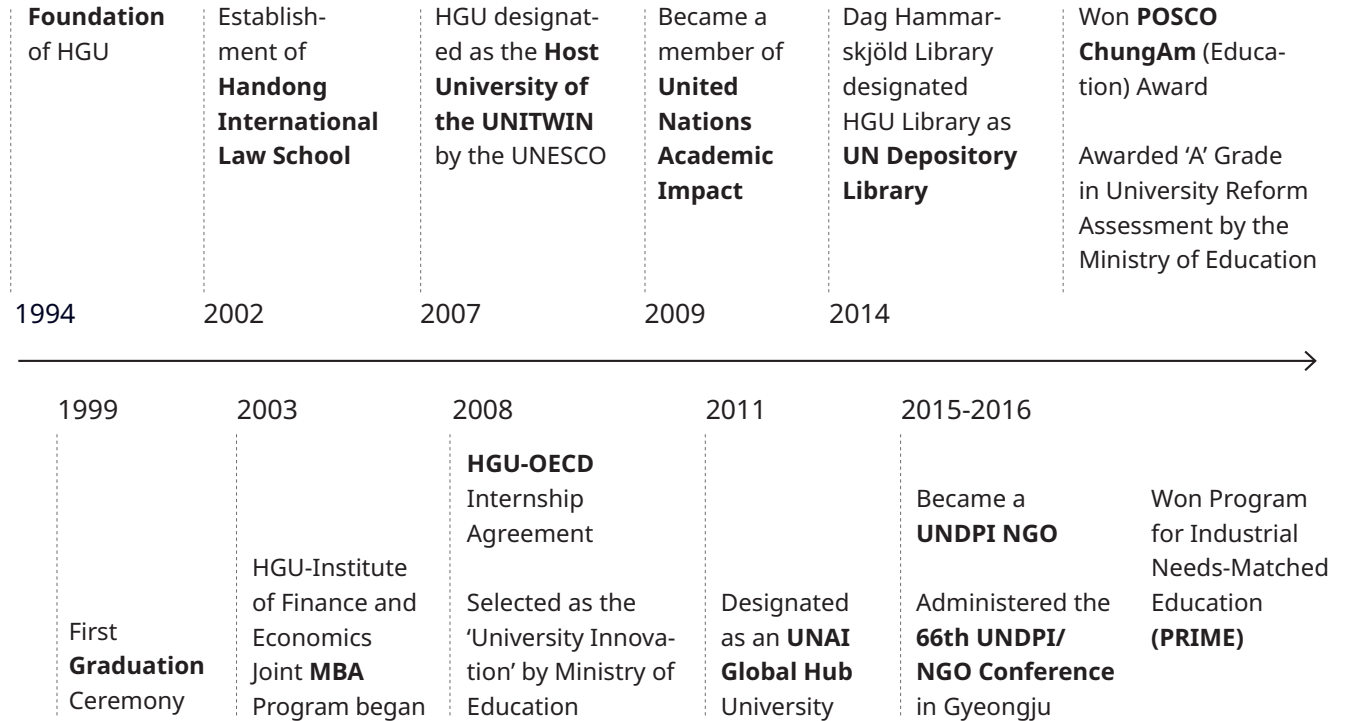 Foundation
of HGU
1994
Establish-
ment of
Handong
International
Law School
2002
HGU designat-
ed as the Host
University of
the UNITWIN
by the UNESCO
2007
Became a
member of
United
Nations
Academic
Impact
2009
Dag Hammar-
skjöld Library
designated
HGU Library as
UN Depository
Library
2014
Won POSCO
ChungAm (Educa-
tion) Award
Awarded ‘A’ Grade
in University Reform
Assessment by the
Ministry of Education
1999
First
Graduation
Ceremony
2003
HGU-Institute
of Finance and
Economics
Joint MBA
Program began
2008
HGU-OECD
Internship
Agreement
Selected as the
‘University Innova-
tion’ by Ministry of
Education
2011
Designated
as an UNAI
Global Hub
University
2015-2016
Became a
UNDPI NGO
Administered the
66th UNDPI/
NGO Conference
in Gyeongju
Won Program
for Industrial
Needs-Matched
Education
(PRIME)